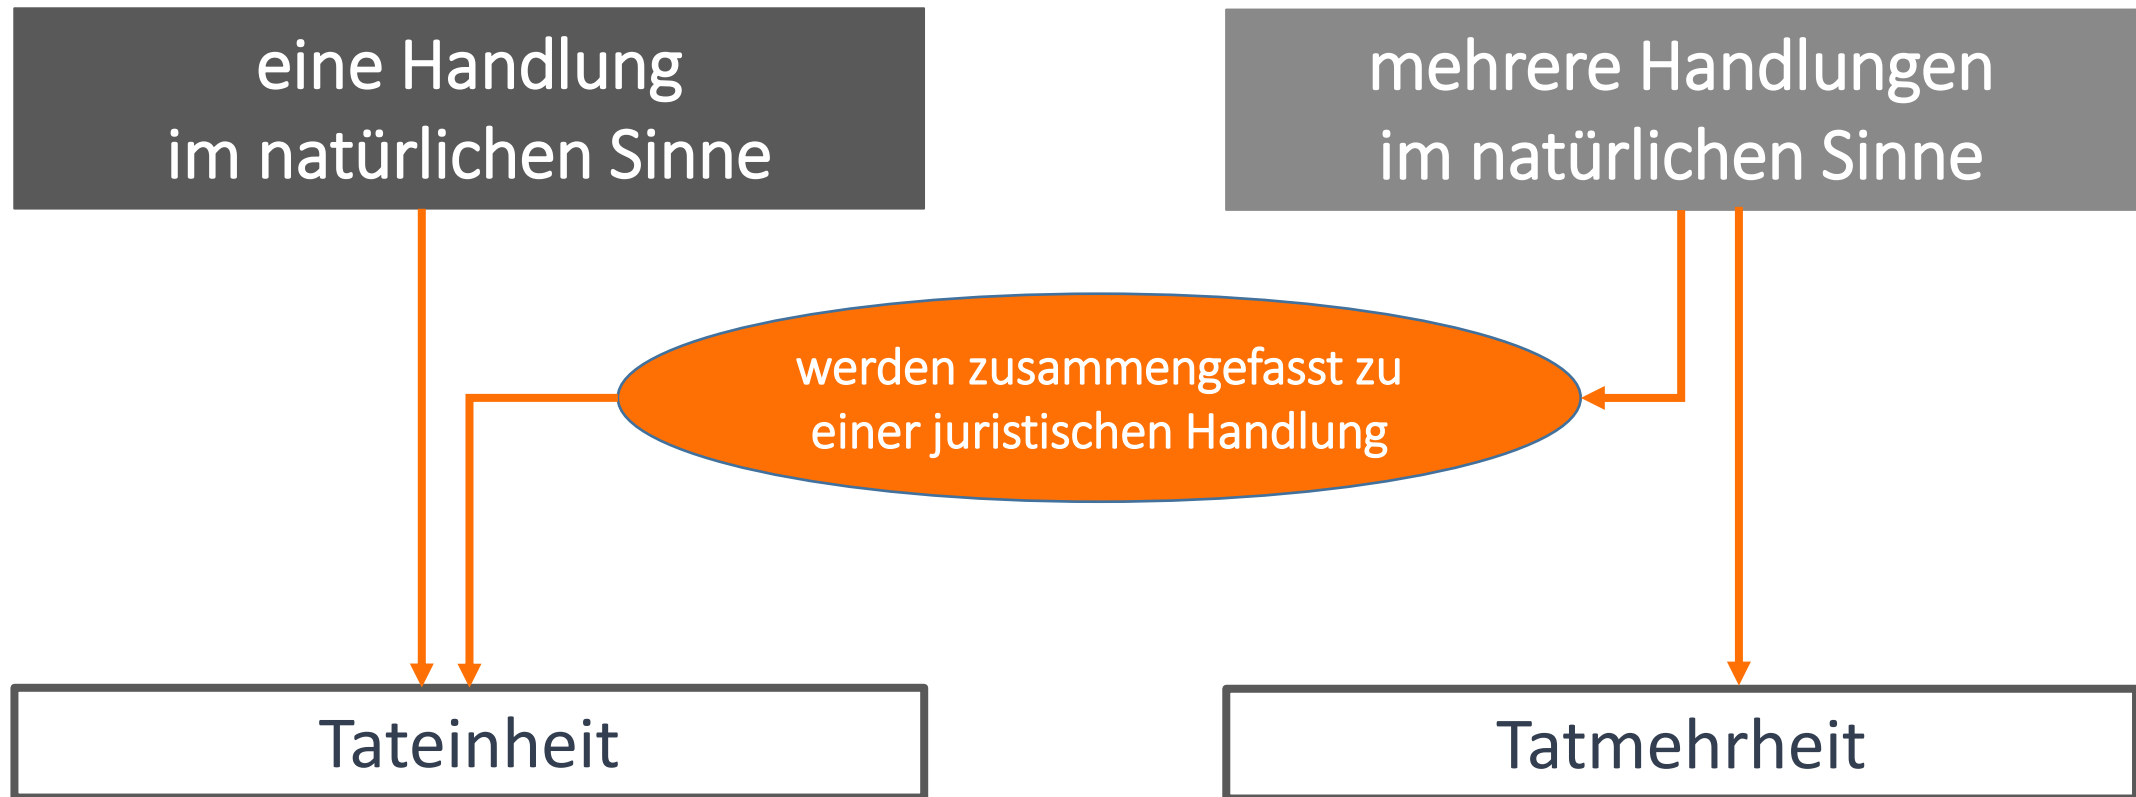 eine Handlung
im natürlichen Sinne
mehrere Handlungen
im natürlichen Sinne
werden zusammengefasst zu
einer juristischen Handlung
Tateinheit
Tatmehrheit